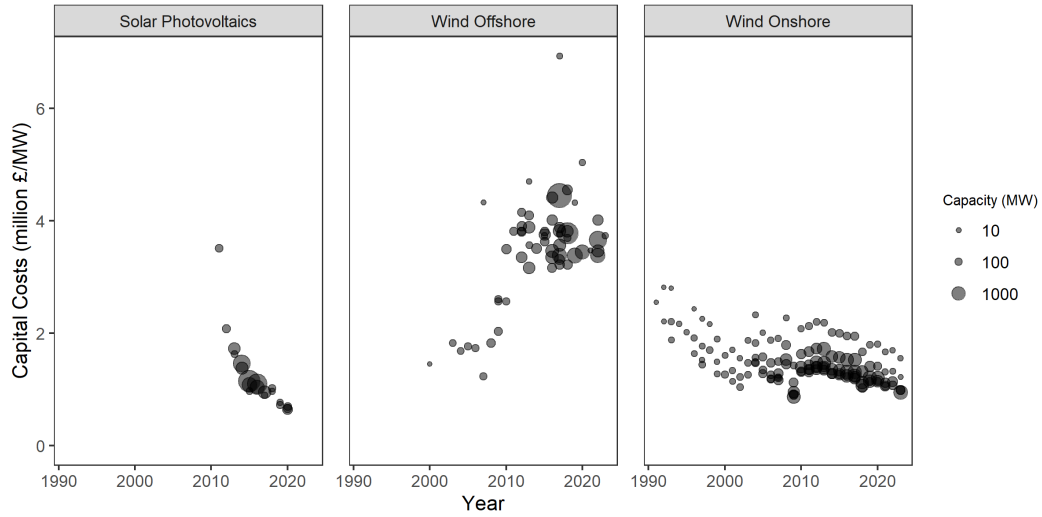 Solar Photovoltaics Wind Offshore Wind Onshore
Capital Costs (million £/MW)
6
4
2
0
1990 2000 2010 2020 1990 2000 2010 2020 1990 2000 2010 2020
Year
Capacity (MW)
10
100
1000